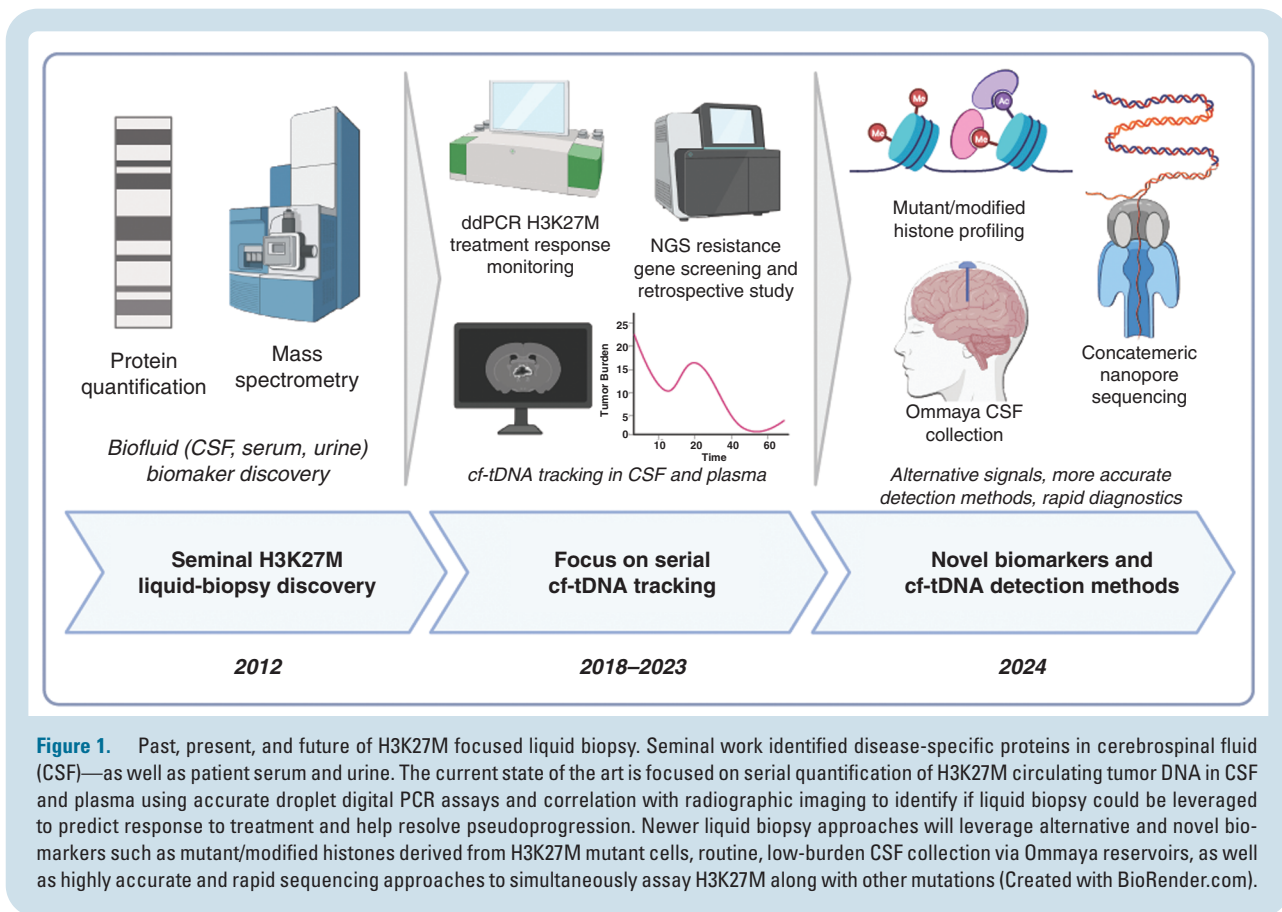 Protein
quantification
Mass
spectrometry
Biofluid (CSF, serum, urine)
biomaker discovery
ddPCR H3K27M
treatment response
monitoring
NGS resistance
gene screening and
retrospective study
Tumor Burden
25
20
15
10
5
0
10 20 40 60
Time
cf-tDNA tracking in CSF and plasma
Me
Me
Ac
Me
Mutant/modified
histone profiling
Ommaya CSF
collection
Concatemeric
nanopore
sequencing
Alternative signals, more accurate
detection methods, rapid diagnostics
Seminal H3K27M
liquid-biopsy discovery
Focus on serial
cf-tDNA tracking
Novel biomarkers and
cf-tDNA detection methods
2012
2018–2023
2024
Figure 1. Past, present, and future of H3K27M focused liquid biopsy. Seminal work identified disease-specific proteins in cerebrospinal fluid
(CSF)—as well as patient serum and urine. The current state of the art is focused on serial quantification of H3K27M circulating tumor DNA in CSF
and plasma using accurate droplet digital PCR assays and correlation with radiographic imaging to identify if liquid biopsy could be leveraged
to predict response to treatment and help resolve pseudoprogression. Newer liquid biopsy approaches will leverage alternative and novel bio-
markers such as mutant/modified histones derived from H3K27M mutant cells, routine, low-burden CSF collection via Ommaya reservoirs, as well
as highly accurate and rapid sequencing approaches to simultaneously assay H3K27M along with other mutations (Created with BioRender.com).